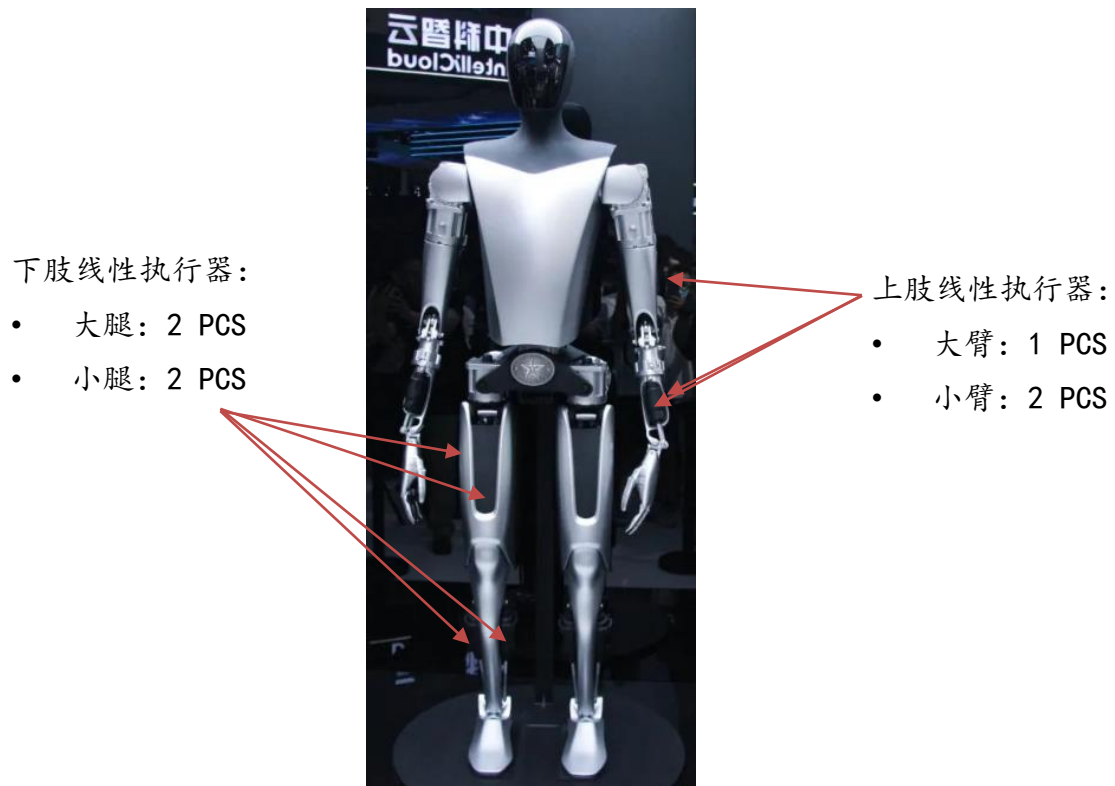 中科智云
IntelliCloud
下肢线性执行器:
• 大腿: 2 PCS
• 小腿: 2 PCS
上肢线性执行器:
• 大臂: 1 PCS
• 小臂: 2 PCS